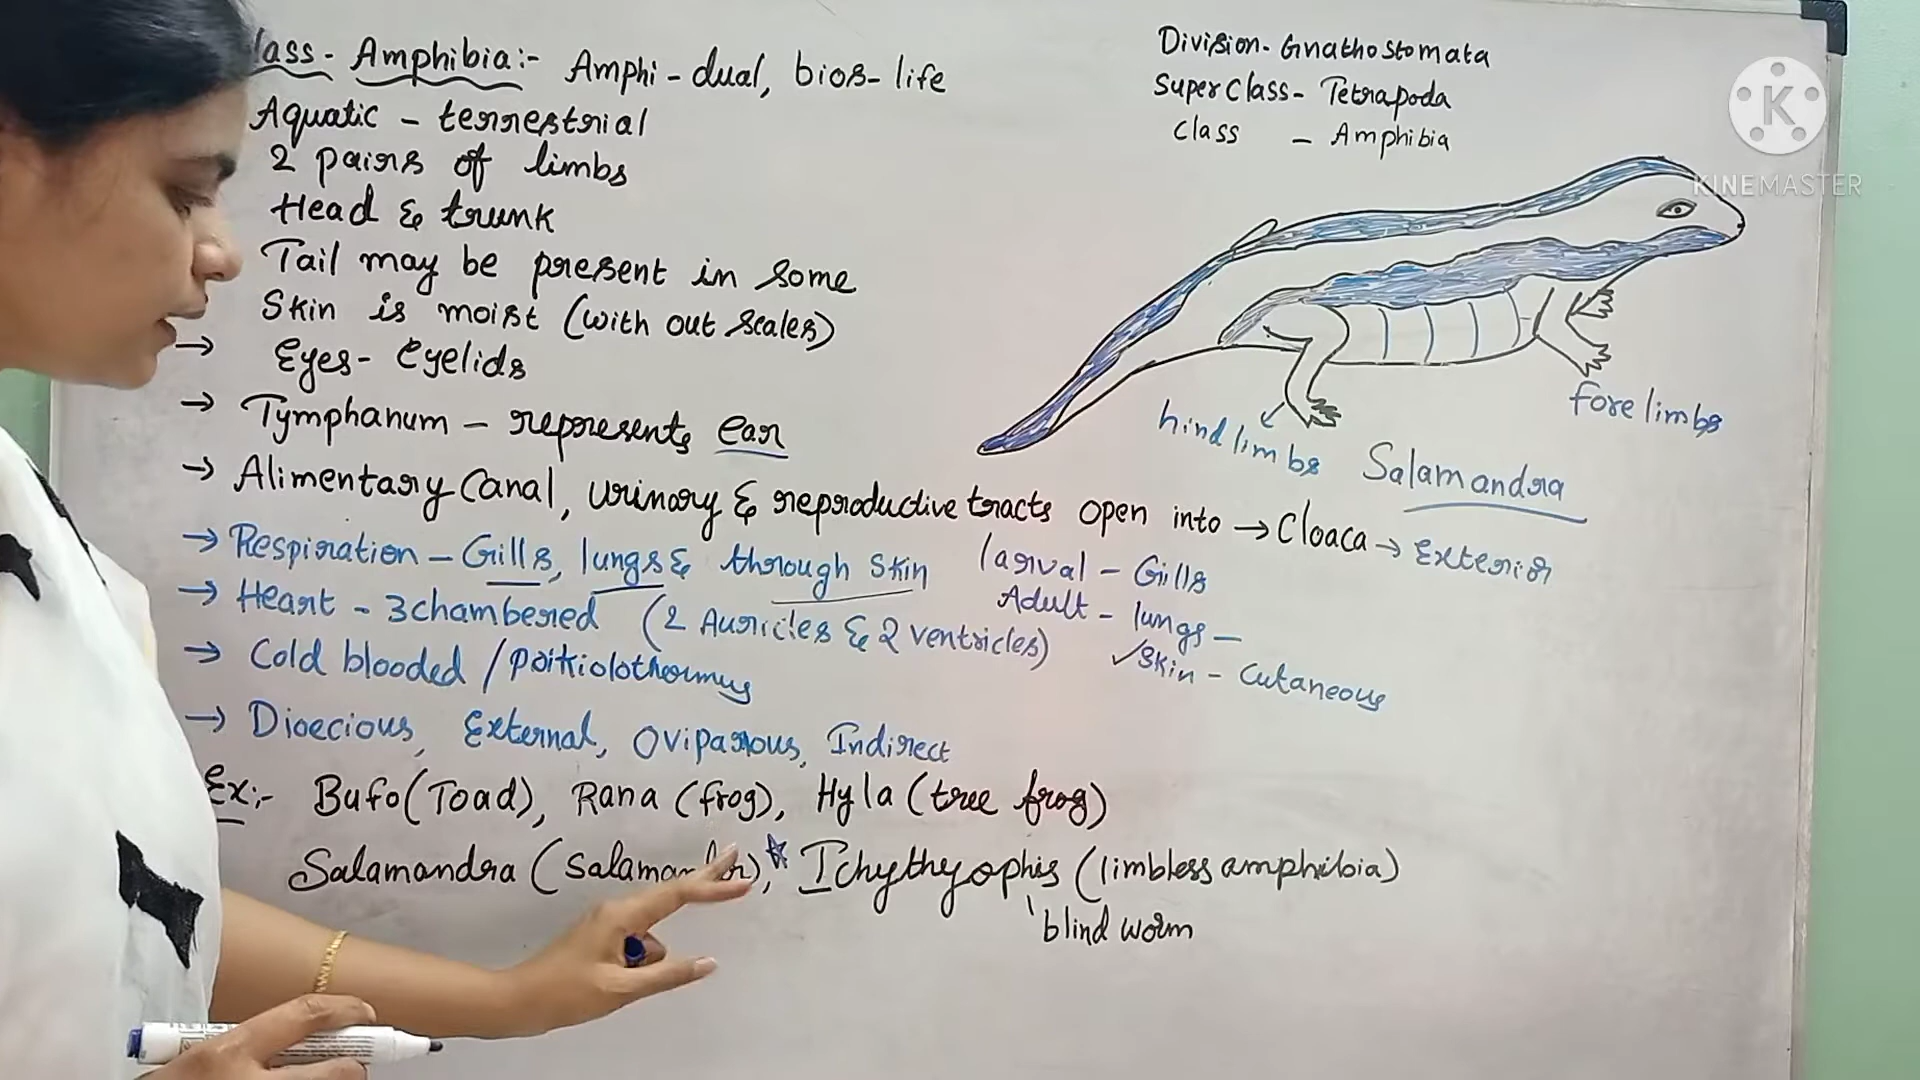 lass - Amphibia:- Amphi - dual, bios - life
Aquatic - terrestrial
2 pairs of limbs
Head & trunk
Tail may be present in some
Skin is moist (with out scales)
→ Eyes - Eyelids
→ Tymphanum - represents ear
→ Alimentary Canal, urinary & reproductive tracts open into → Cloaca → Exterior
→ Respiration - Gills, lungs & through skin
larval - Gills
Adult - lungs -
✓Skin - Cutaneous
→ Heart - 3 chambered (2 Auricles & 2 ventricles)
→ Cold blooded / Poikiolothermus
→ Dioecious, External, Oviparous, Indirect
Ex:- Bufo (Toad), Rana (frog), Hyla (tree frog)
Salamandra (Salamander), Ichythyophis (limbless amphibia)
blind worm
Division - Gnathostomata
Super Class - Tetrapoda
Class - Amphibia
fore limbs
hind limbs
Salamandra
K
KINEMASTER